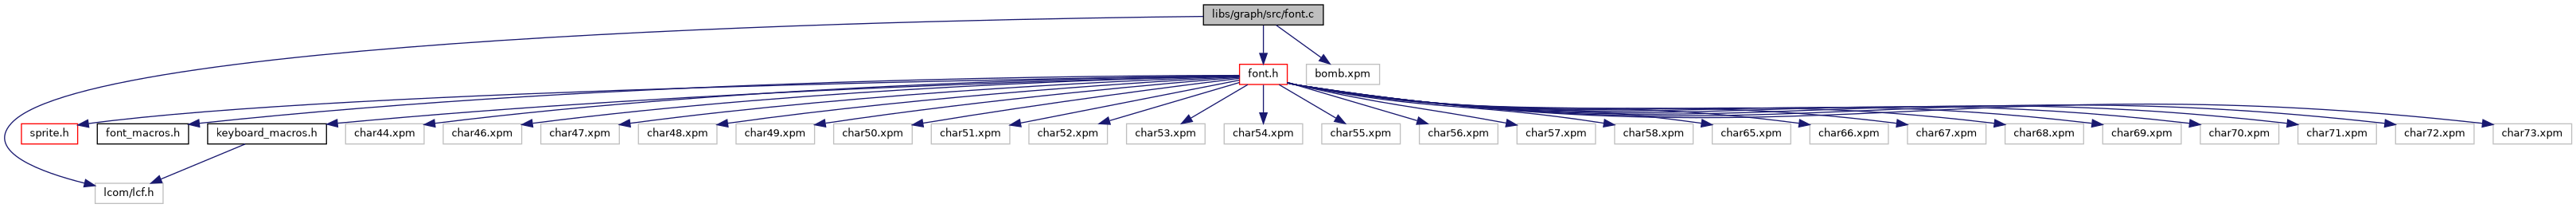 libs/graph/src/font.c
font.h
bomb.xpm
sprite.h
font_macros.h
keyboard_macros.h
char44.xpm
char46.xpm
char47.xpm
char48.xpm
char49.xpm
char50.xpm
char51.xpm
char52.xpm
char53.xpm
char54.xpm
char55.xpm
char56.xpm
char57.xpm
char58.xpm
char65.xpm
char66.xpm
char67.xpm
char68.xpm
char69.xpm
char70.xpm
char71.xpm
char72.xpm
char73.xpm
lcom/lcf.h